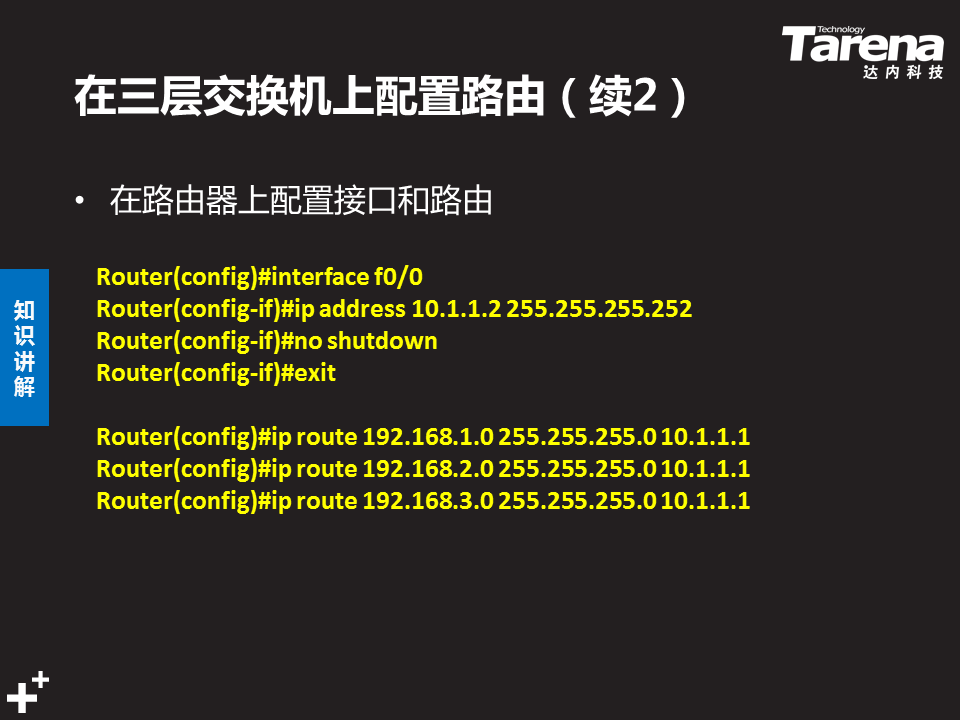 Technology
Tarena
达内科技
在三层交换机上配置路由（续2）
• 在路由器上配置接口和路由
Router(config)#interface f0/0
Router(config-if)#ip address 10.1.1.2 255.255.255.252
Router(config-if)#no shutdown
Router(config-if)#exit
Router(config)#ip route 192.168.1.0 255.255.255.0 10.1.1.1
Router(config)#ip route 192.168.2.0 255.255.255.0 10.1.1.1
Router(config)#ip route 192.168.3.0 255.255.255.0 10.1.1.1
知识讲解